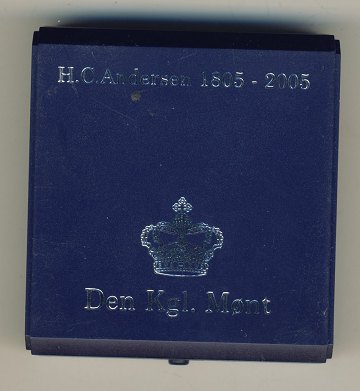 H.C.Andersen 1805 - 2005
Den Kgl. Mønt